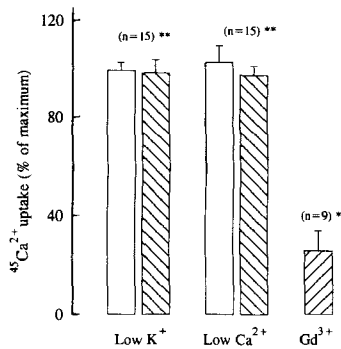 120
(n=15) **
(n=15) **
80
40
(n=9) *
0
⁴⁵Ca²⁺ uptake (% of maximum)
Low K⁺
Low Ca²⁺
Gd³⁺